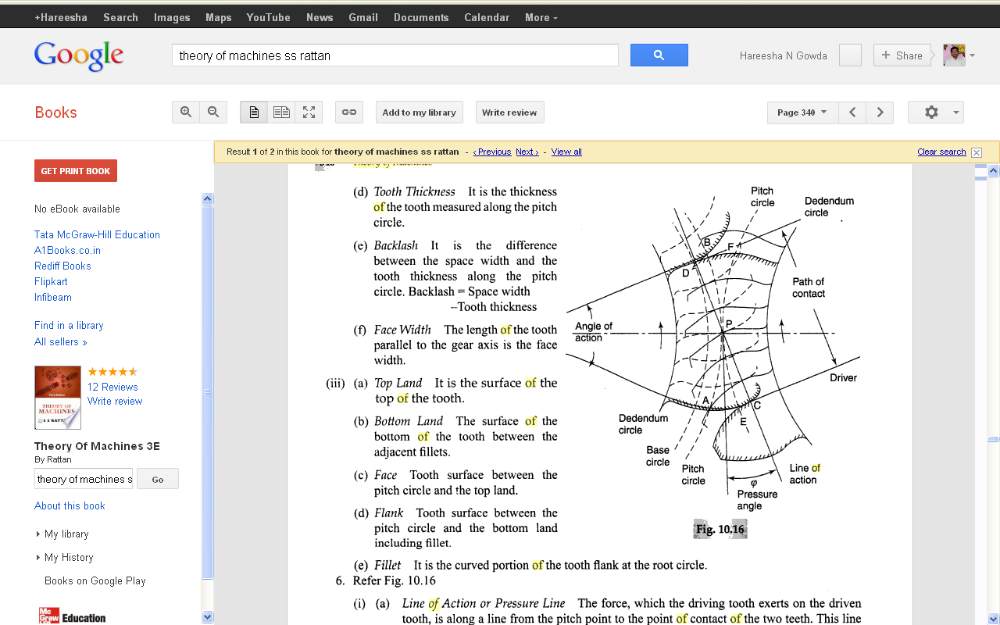 +Hareesha Search Images Maps YouTube News Gmail Documents Calendar More
Google
theory of machines ss rattan
Hareesha N Gowda
+ Share
Books
Add to my library
Write review
Page 340
Result 1 of 2 in this book for theory of machines ss rattan - ‹ Previous Next › - View all
Clear search
GET PRINT BOOK
No eBook available
Tata McGraw-Hill Education
A1Books.co.in
Rediff Books
Flipkart
Infibeam
Find in a library
All sellers »
12 Reviews
Write review
THEORY OF
MACHINES
S S RATTAN
Theory Of Machines 3E
By Rattan
theory of machines s
Go
About this book
My library
My History
Books on Google Play
Mc
Graw
Hill
Education
Theory of Machines
(d) Tooth Thickness It is the thickness
of the tooth measured along the pitch
circle.
(e) Backlash It is the difference
between the space width and the
tooth thickness along the pitch
circle. Backlash = Space width
–Tooth thickness
(f) Face Width The length of the tooth
parallel to the gear axis is the face
width.
(iii) (a) Top Land It is the surface of the
top of the tooth.
(b) Bottom Land The surface of the
bottom of the tooth between the
adjacent fillets.
(c) Face Tooth surface between the
pitch circle and the top land.
(d) Flank Tooth surface between the
pitch circle and the bottom land
including fillet.
(e) Fillet It is the curved portion of the tooth flank at the root circle.
Pitch
circle
Dedendum
circle
B
F
D
Path of
contact
P
Angle of
action
Driver
A
C
E
Dedendum
circle
Base
circle
Pitch
circle
Line of
action
φ
Pressure
angle
Fig. 10.16
6. Refer Fig. 10.16
(i) (a) Line of Action or Pressure Line The force, which the driving tooth exerts on the driven
tooth, is along a line from the pitch point to the point of contact of the two teeth. This line